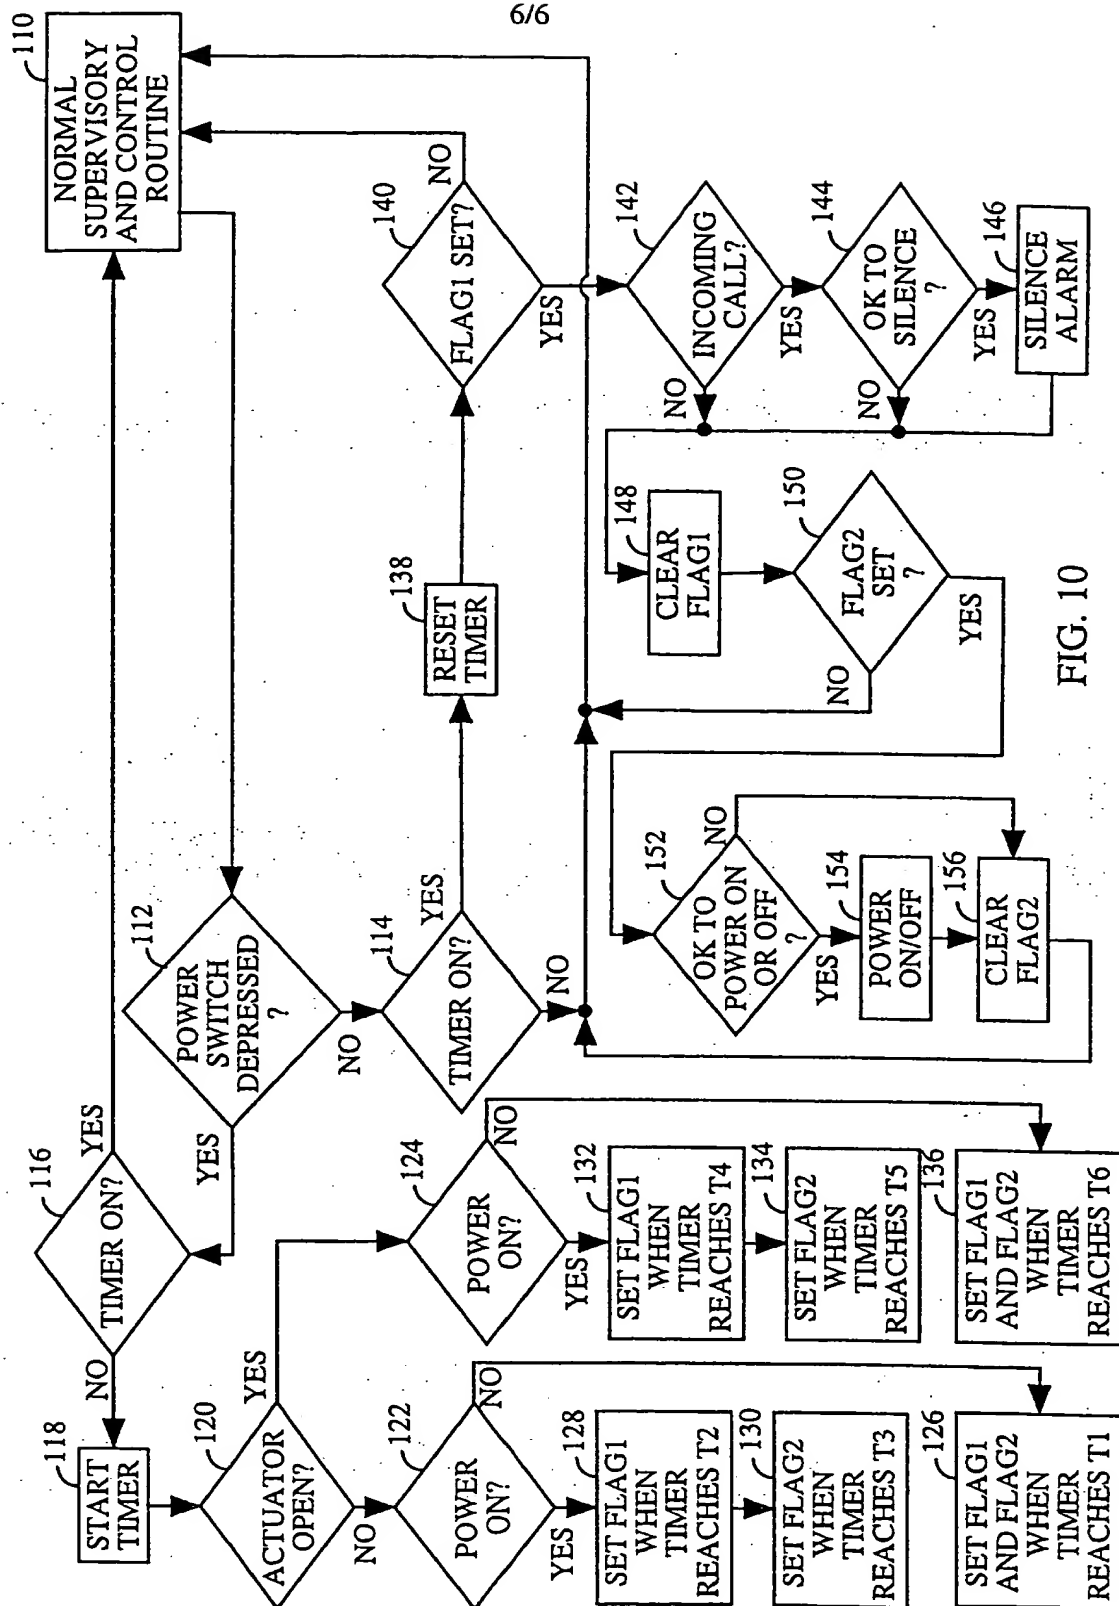 6/6
110
NORMAL
SUPERVISORY
AND CONTROL
ROUTINE
116
TIMER ON?
YES
NO
118
START
TIMER
112
POWER
SWITCH
DEPRESSED
?
YES
NO
114
TIMER ON?
YES
NO
138
RESET
TIMER
140
FLAG1 SET?
NO
YES
142
INCOMING
CALL?
NO
YES
144
OK TO
SILENCE
?
NO
YES
146
SILENCE
ALARM
148
CLEAR
FLAG1
150
FLAG2
SET
?
NO
YES
152
OK TO
POWER ON
OR OFF
?
NO
YES
154
POWER
ON/OFF
156
CLEAR
FLAG2
120
ACTUATOR
OPEN?
YES
NO
122
POWER
ON?
NO
YES
128
SET FLAG1
WHEN
TIMER
REACHES T2
130
SET FLAG2
WHEN
TIMER
REACHES T3
126
SET FLAG1
AND FLAG2
WHEN
TIMER
REACHES T1
124
POWER
ON?
NO
YES
132
SET FLAG1
WHEN
TIMER
REACHES T4
134
SET FLAG2
WHEN
TIMER
REACHES T5
136
SET FLAG1
AND FLAG2
WHEN
TIMER
REACHES T6
FIG. 10